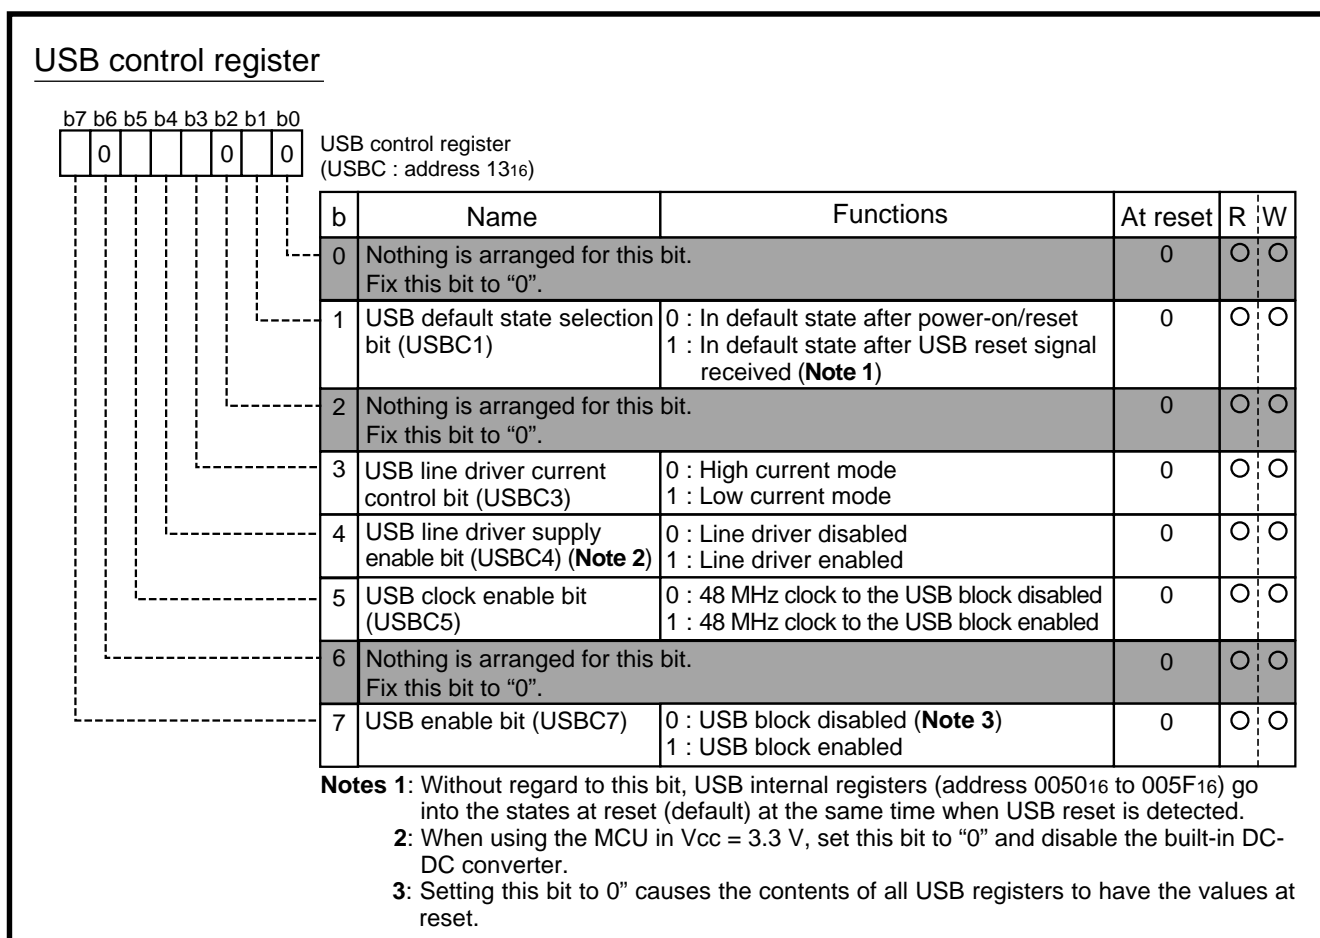 USB control register
b7 b6 b5 b4 b3 b2 b1 b0
0 0 0
USB control register
(USBC : address 1316)
b Name Functions At reset R W
0 Nothing is arranged for this bit. 0 O O
Fix this bit to “0”.
1 USB default state selection 0 : In default state after power-on/reset 0 O O
bit (USBC1) 1 : In default state after USB reset signal
received (Note 1)
2 Nothing is arranged for this bit. 0 O O
Fix this bit to “0”.
3 USB line driver current 0 : High current mode 0 O O
control bit (USBC3) 1 : Low current mode
4 USB line driver supply 0 : Line driver disabled 0 O O
enable bit (USBC4) (Note 2) 1 : Line driver enabled
5 USB clock enable bit 0 : 48 MHz clock to the USB block disabled 0 O O
(USBC5) 1 : 48 MHz clock to the USB block enabled
6 Nothing is arranged for this bit. 0 O O
Fix this bit to “0”.
7 USB enable bit (USBC7) 0 : USB block disabled (Note 3) 0 O O
1 : USB block enabled
Notes 1: Without regard to this bit, USB internal registers (address 005016 to 005F16) go
into the states at reset (default) at the same time when USB reset is detected.
2: When using the MCU in Vcc = 3.3 V, set this bit to “0” and disable the built-in DC-
DC converter.
3: Setting this bit to 0” causes the contents of all USB registers to have the values at
reset.